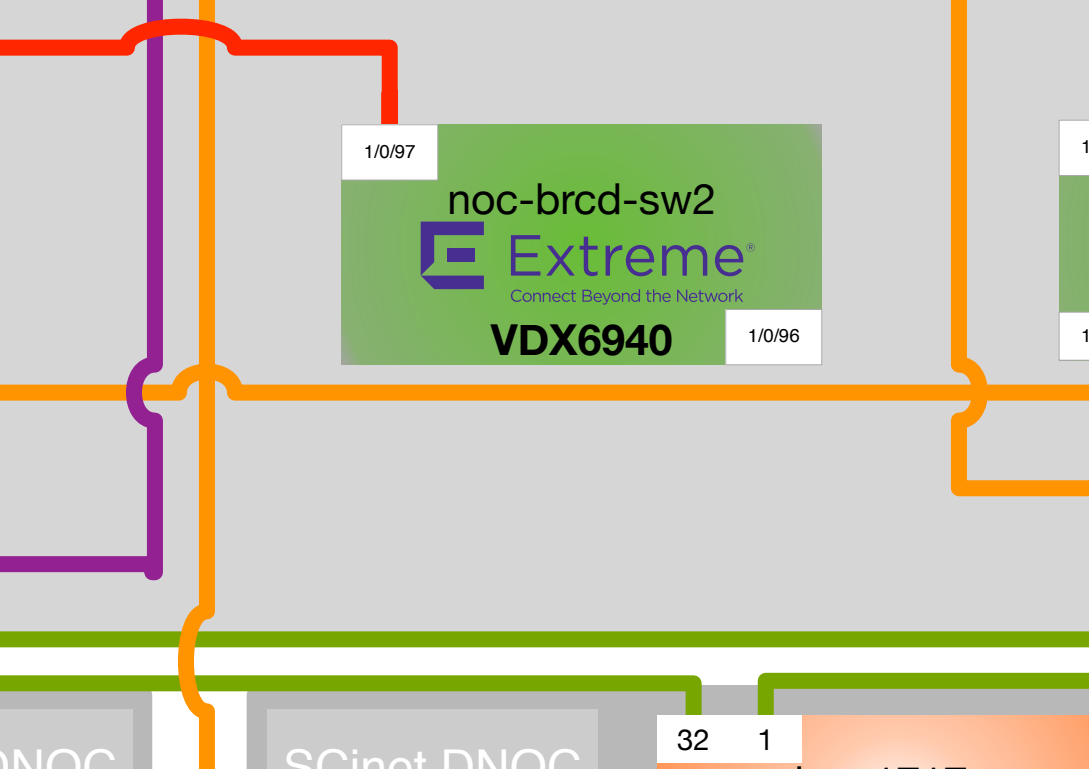 1/0/97
noc-brcd-sw2
Extreme®
Connect Beyond the Network
VDX6940
1/0/96
32
1
DNOC
SCinet DNOC